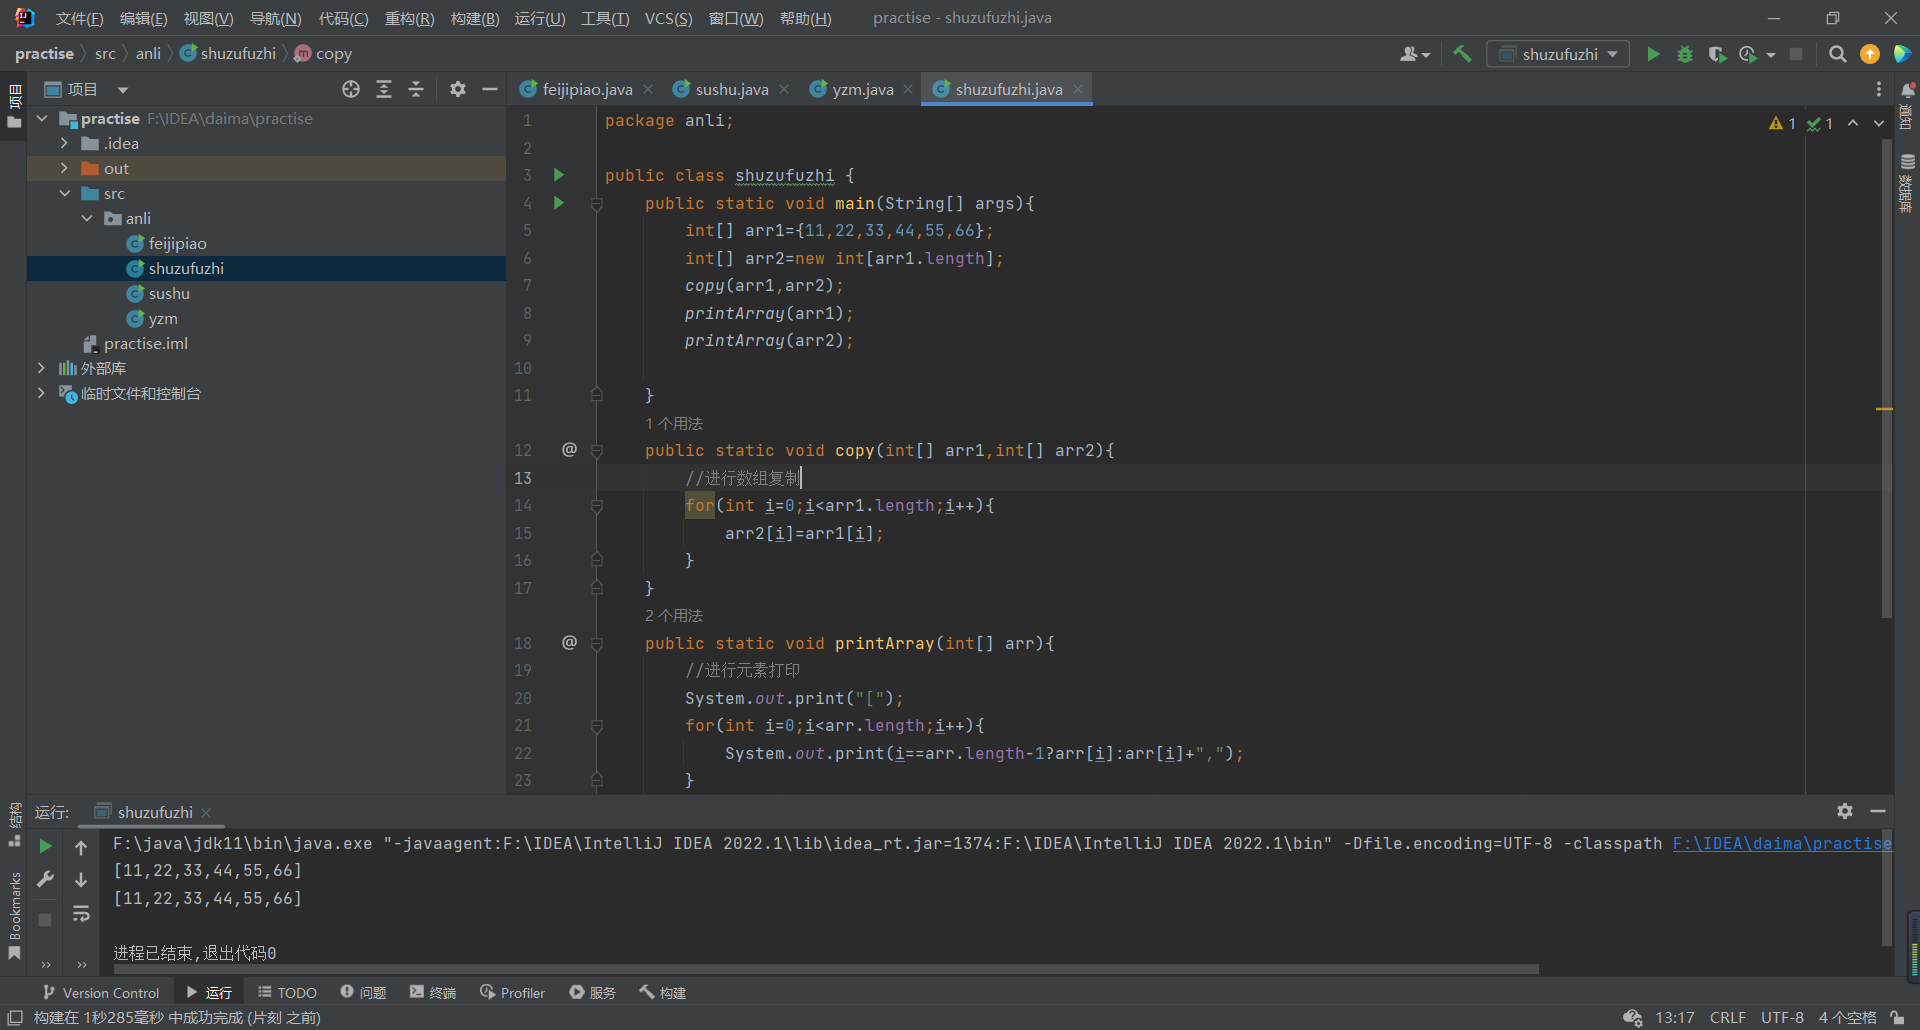 文件(F) 编辑(E) 视图(V) 导航(N) 代码(C) 重构(R) 构建(B) 运行(U) 工具(T) VCS(S) 窗口(W) 帮助(H) practise - shuzufuzhi.java
practise src anli shuzufuzhi copy shuzufuzhi
项目
feijipiao.java sushu.java yzm.java shuzufuzhi.java
项目
practise F:\IDEA\daima\practise
.idea
out
src
anli
feijipiao
shuzufuzhi
sushu
yzm
practise.iml
外部库
临时文件和控制台
1 1
1 package anli;
2
3 public class shuzufuzhi {
4 public static void main(String[] args){
5 int[] arr1={11,22,33,44,55,66};
6 int[] arr2=new int[arr1.length];
7 copy(arr1,arr2);
8 printArray(arr1);
9 printArray(arr2);
10
11 }
1 个用法
12 @ public static void copy(int[] arr1,int[] arr2){
13 //进行数组复制
14 for(int i=0;i<arr1.length;i++){
15 arr2[i]=arr1[i];
16 }
17 }
2 个用法
18 @ public static void printArray(int[] arr){
19 //进行元素打印
20 System.out.print("[");
21 for(int i=0;i<arr.length;i++){
22 System.out.print(i==arr.length-1?arr[i]:arr[i]+",");
23 }
通知
数据库
结构
Bookmarks
运行: shuzufuzhi
F:\java\jdk11\bin\java.exe "-javaagent:F:\IDEA\IntelliJ IDEA 2022.1\lib\idea_rt.jar=1374:F:\IDEA\IntelliJ IDEA 2022.1\bin" -Dfile.encoding=UTF-8 -classpath F:\IDEA\daima\practise
[11,22,33,44,55,66]
[11,22,33,44,55,66]
进程已结束,退出代码0
Version Control 运行 TODO 问题 终端 Profiler 服务 构建
构建在 1秒285毫秒 中成功完成 (片刻 之前) 13:17 CRLF UTF-8 4 个空格